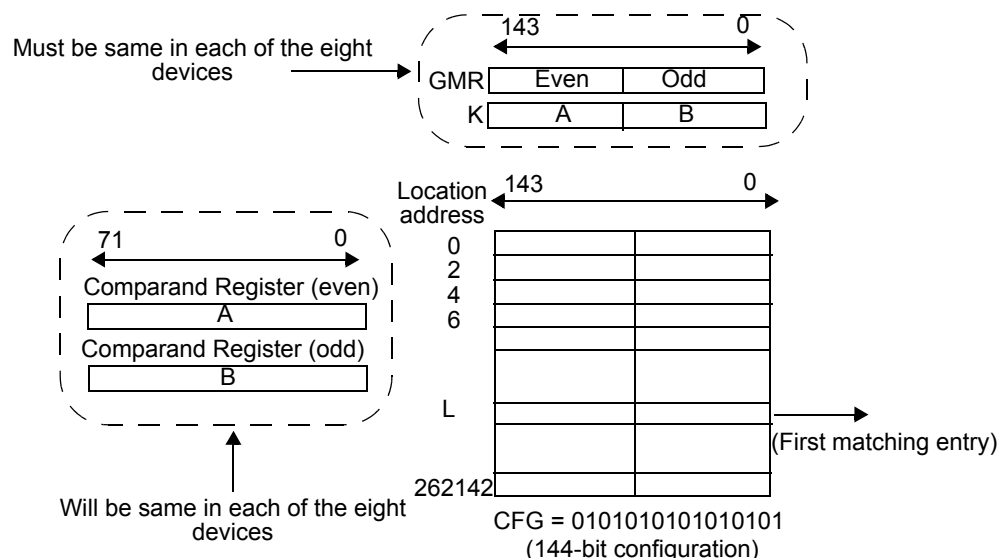 Must be same in each of the eight
devices
143 0
GMR Even Odd
K A B
Location
address
143 0
0
2
4
6
L
262142
(First matching entry)
CFG = 0101010101010101
(144-bit configuration)
71 0
Comparand Register (even)
A
Comparand Register (odd)
B
Will be same in each of the eight
devices